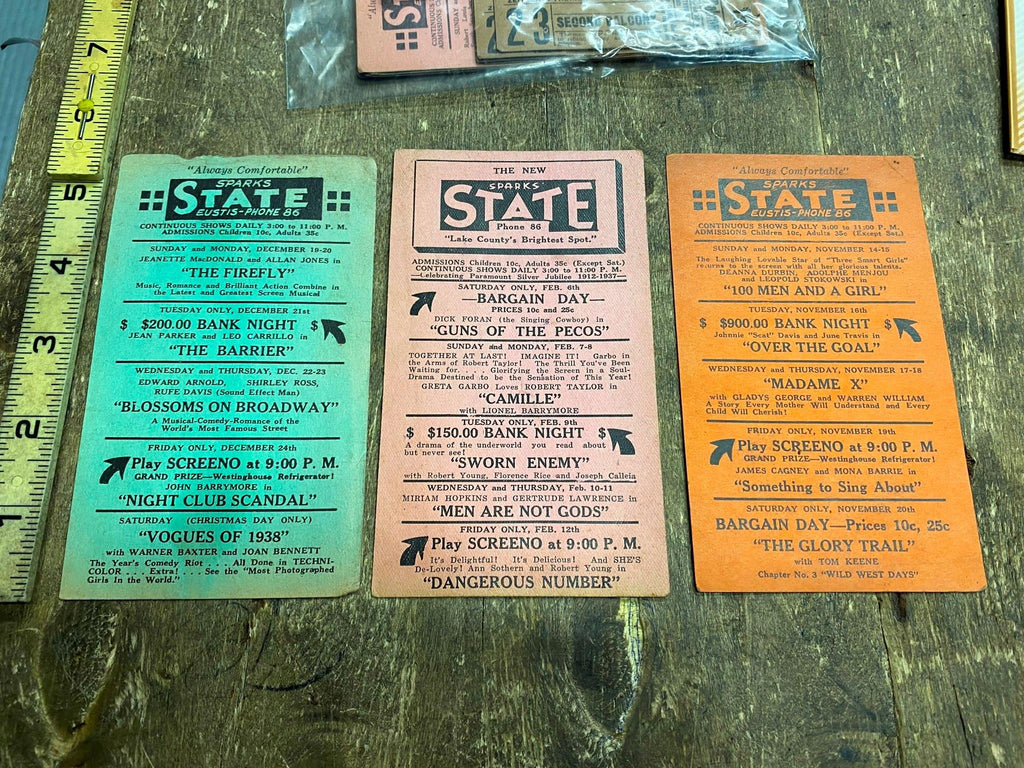 "Al
STA
CONTINUOUS
ADMISSIONS C
SUNDAY and
Robert
23
SECOND BALCONY
7
6
5
4
3
2
1
"Always Comfortable"
SPARKS
STATE
EUSTIS-PHONE 86
CONTINUOUS SHOWS DAILY 3:00 to 11:00 P. M.
ADMISSIONS Children 10c, Adults 35c
SUNDAY and MONDAY, DECEMBER 19-20
JEANETTE MacDONALD and ALLAN JONES in
"THE FIREFLY"
Music, Romance and Brilliant Action Combine in
the Latest and Greatest Screen Musical
TUESDAY ONLY, DECEMBER 21st
$ $200.00 BANK NIGHT $
JEAN PARKER and LEO CARRILLO in
"THE BARRIER"
WEDNESDAY and THURSDAY, DEC. 22-23
EDWARD ARNOLD, SHIRLEY ROSS,
RUFE DAVIS (Sound Effect Man)
"BLOSSOMS ON BROADWAY"
A Musical-Comedy-Romance of the
World's Most Famous Street
FRIDAY ONLY, DECEMBER 24th
Play SCREENO at 9:00 P. M.
GRAND PRIZE—Westinghouse Refrigerator!
JOHN BARRYMORE in
"NIGHT CLUB SCANDAL"
SATURDAY (CHRISTMAS DAY ONLY)
"VOGUES OF 1938"
with WARNER BAXTER and JOAN BENNETT
The Year's Comedy Riot . . . All Done in TECHNI-
COLOR . . . Extra! . . . See the "Most Photographed
Girls In the World."
THE NEW
SPARKS
STATE
Phone 86
"Lake County's Brightest Spot."
ADMISSIONS Children 10c, Adults 35c (Except Sat.)
CONTINUOUS SHOWS DAILY 3:00 to 11:00 P. M.
—Celebrating Paramount Silver Jubilee 1912-1937—
SATURDAY ONLY, FEB. 6th
—BARGAIN DAY—
PRICES 10c and 25c
DICK FORAN (the Singing Cowboy) in
"GUNS OF THE PECOS"
SUNDAY and MONDAY, FEB. 7-8
TOGETHER AT LAST! IMAGINE IT! Garbo in
the Arms of Robert Taylor! The Thrill You've Been
Waiting for. . . . . Glorifying the Screen in a Soul-
Drama Destined to be the Sensation of This Year!
GRETA GARBO Loves ROBERT TAYLOR in
"CAMILLE"
with LIONEL BARRYMORE
TUESDAY ONLY, FEB. 9th
$ $150.00 BANK NIGHT $
A drama of the underworld you read about
but never see!
"SWORN ENEMY"
with Robert Young, Florence Rice and Joseph Calleia
WEDNESDAY and THURSDAY, Feb. 10-11
MIRIAM HOPKINS and GERTRUDE LAWRENCE in
"MEN ARE NOT GODS"
FRIDAY ONLY, FEB. 12th
Play SCREENO at 9:00 P. M.
It's Delightful! It's Delicious! And SHE'S
De-Lovely! Ann Sothern and Robert Young in
"DANGEROUS NUMBER"
"Always Comfortable"
SPARKS
STATE
EUSTIS-PHONE 86
CONTINUOUS SHOWS DAILY 3:00 to 11:00 P. M.
ADMISSIONS Children 10c, Adults 35c (Except Sat.)
SUNDAY and MONDAY, NOVEMBER 14-15
The Laughing Lovable Star of "Three Smart Girls"
returns to the screen with all her glorious talents.
DEANNA DURBIN, ADOLPHE MENJOU
and LEOPOLD STOKOWSKI in
"100 MEN AND A GIRL"
TUESDAY, NOVEMBER 16th
$ $900.00 BANK NIGHT $
Johnnie "Scat" Davis and June Travis in
"OVER THE GOAL"
WEDNESDAY and THURSDAY, NOVEMBER 17-18
"MADAME X"
with GLADYS GEORGE and WARREN WILLIAM
A Story Every Mother Will Understand and Every
Child Will Cherish!
FRIDAY ONLY, NOVEMBER 19th
Play SCREENO at 9:00 P. M.
GRAND PRIZE—Westinghouse Refrigerator!
JAMES CAGNEY and MONA BARRIE in
"Something to Sing About"
SATURDAY ONLY, NOVEMBER 20th
BARGAIN DAY—Prices 10c, 25c
"THE GLORY TRAIL"
with TOM KEENE
Chapter No. 3 "WILD WEST DAYS"